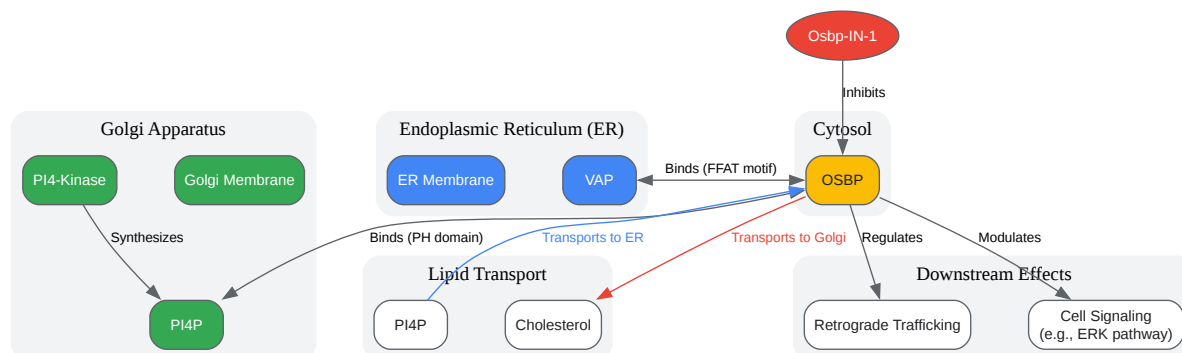 Osbp-IN-1
Inhibits
Golgi Apparatus
Endoplasmic Reticulum (ER)
Cytosol
PI4-Kinase
Golgi Membrane
ER Membrane
VAP
Binds (FFAT motif)
OSBP
Synthesizes
Binds (PH domain)
Transports to ER
Transports to Golgi
Regulates
Modulates
Lipid Transport
Downstream Effects
PI4P
PI4P
Cholesterol
Retrograde Trafficking
Cell Signaling
(e.g., ERK pathway)